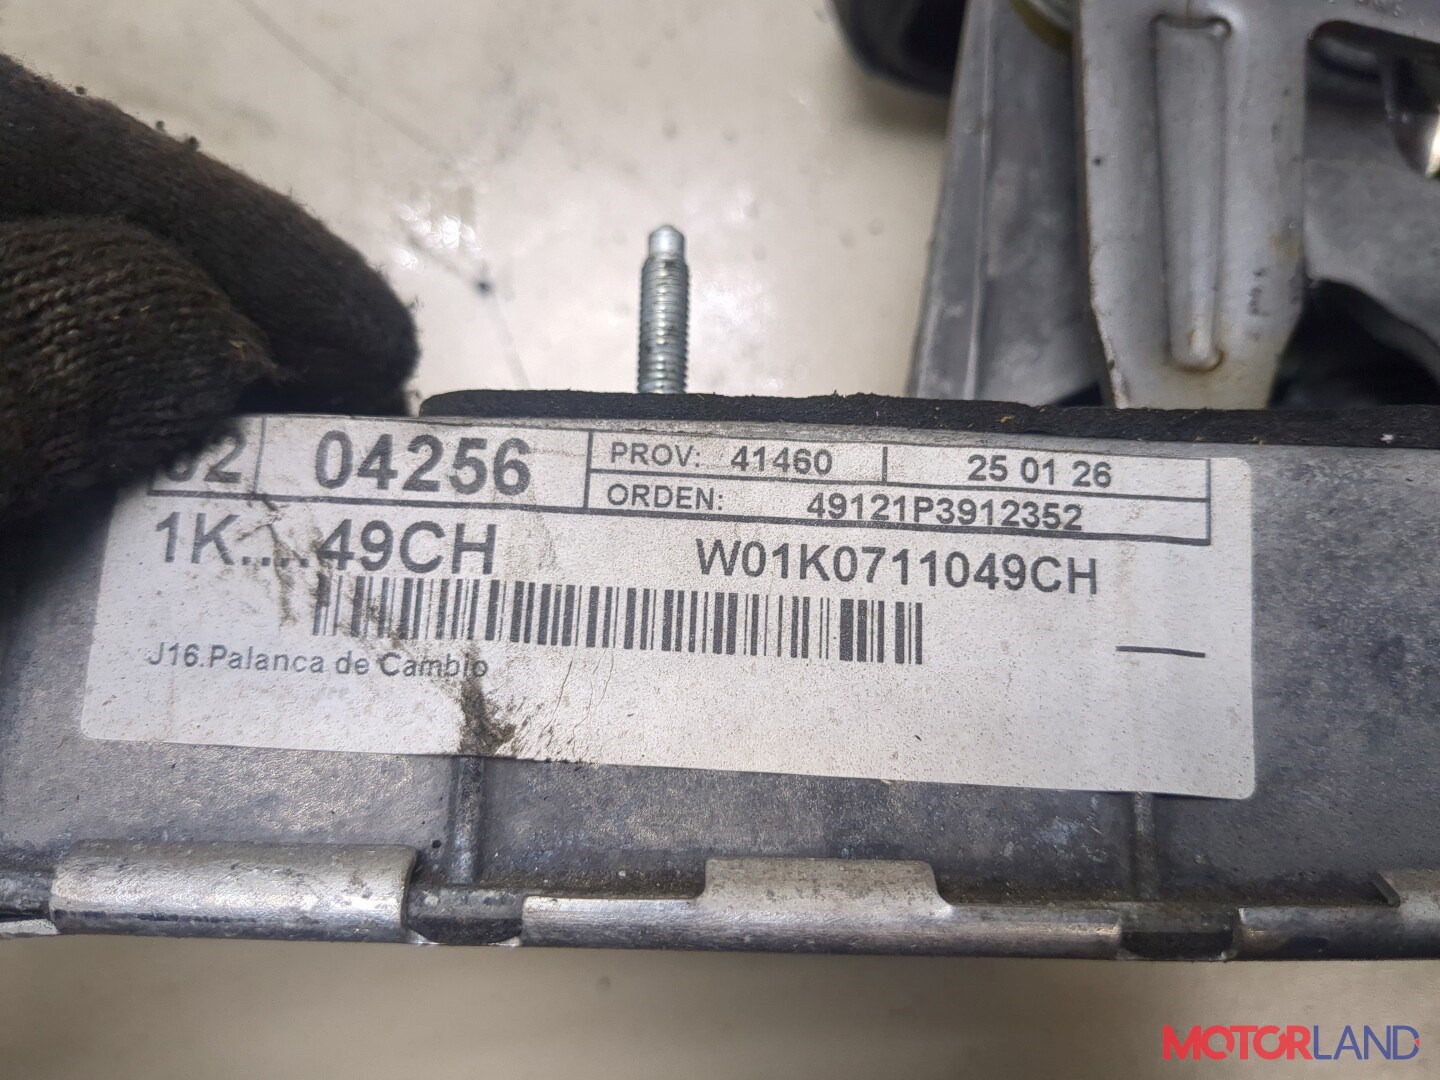 04256
PROV: 41460
25 01 26
ORDEN: 49121P3912352
1K....49CH
W01K0711049CH
J16.Palanca de Cambio
MOTORLAND